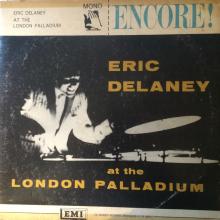 ERIC DELANEY
AT THE
LONDON PALLADIUM
MONO
ENCORE!
ERIC
DELANEY
at the
LONDON PALLADIUM
EMI